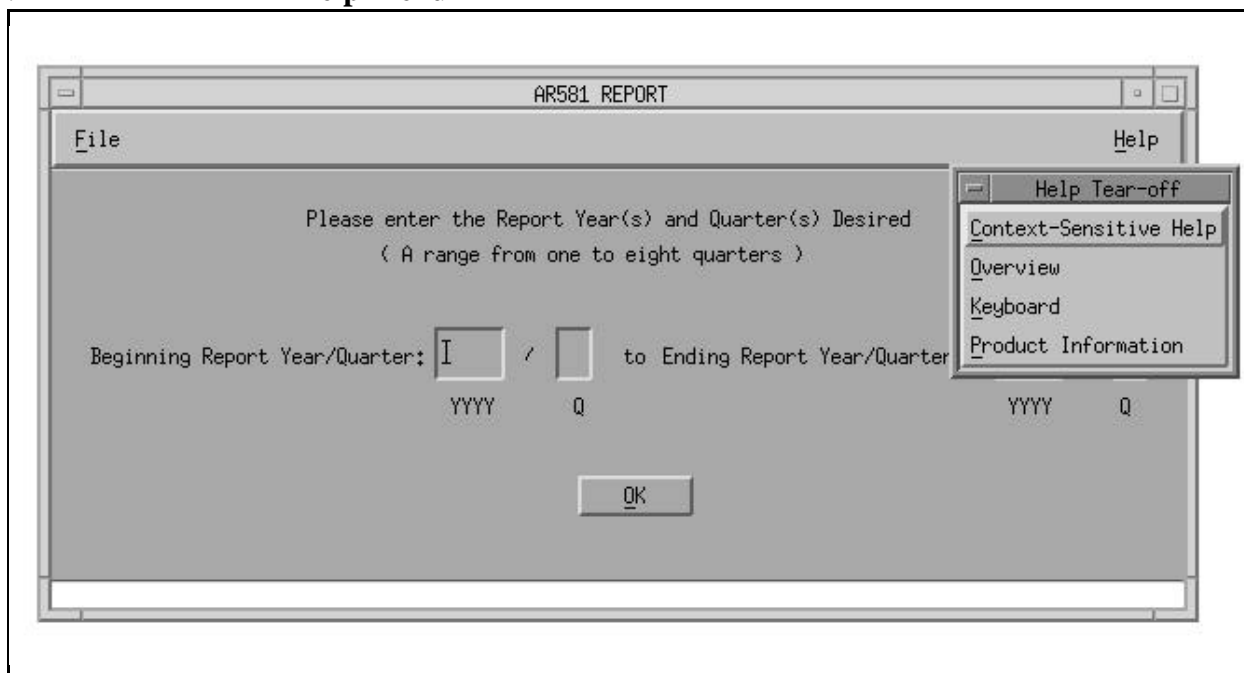 AR581 REPORT
File Help
Help Tear-off
Please enter the Report Year(s) and Quarter(s) Desired
Context-Sensitive Help
( A range from one to eight quarters )
Overview
Keyboard
Product Information
Beginning Report Year/Quarter: / to Ending Report Year/Quarter
YYYY Q YYYY Q
OK